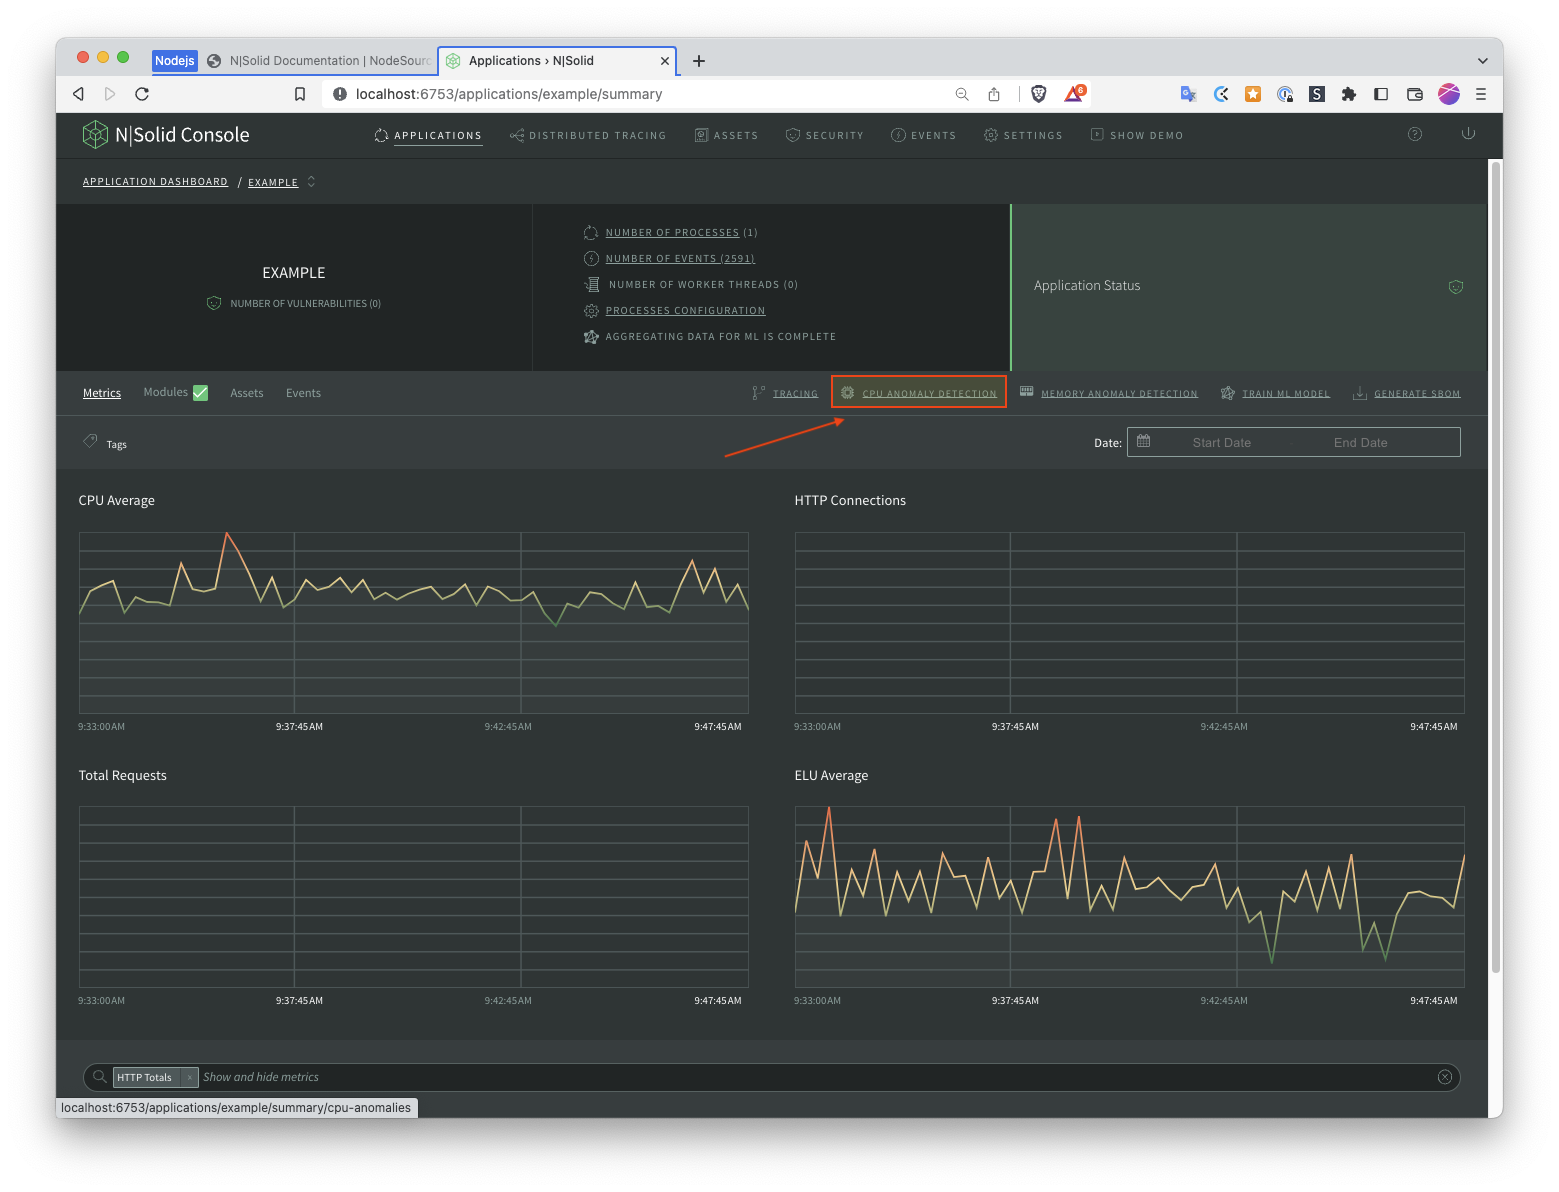 Nodejs
N|Solid Documentation | NodeSourc
Applications › N|Solid
localhost:6753/applications/example/summary
6
N|Solid Console
APPLICATIONS
DISTRIBUTED TRACING
ASSETS
SECURITY
EVENTS
SETTINGS
SHOW DEMO
APPLICATION DASHBOARD / EXAMPLE
EXAMPLE
NUMBER OF VULNERABILITIES (0)
NUMBER OF PROCESSES (1)
NUMBER OF EVENTS (2591)
NUMBER OF WORKER THREADS (0)
PROCESSES CONFIGURATION
AGGREGATING DATA FOR ML IS COMPLETE
Application Status
Metrics
Modules
Assets
Events
TRACING
CPU ANOMALY DETECTION
MEMORY ANOMALY DETECTION
TRAIN ML MODEL
GENERATE SBOM
Tags
Date:
Start Date
End Date
CPU Average
9:33:00AM 9:37:45AM 9:42:45AM 9:47:45AM
HTTP Connections
9:33:00AM 9:37:45AM 9:42:45AM 9:47:45AM
Total Requests
9:33:00AM 9:37:45AM 9:42:45AM 9:47:45AM
ELU Average
9:33:00AM 9:37:45AM 9:42:45AM 9:47:45AM
HTTP Totals × Show and hide metrics
localhost:6753/applications/example/summary/cpu-anomalies